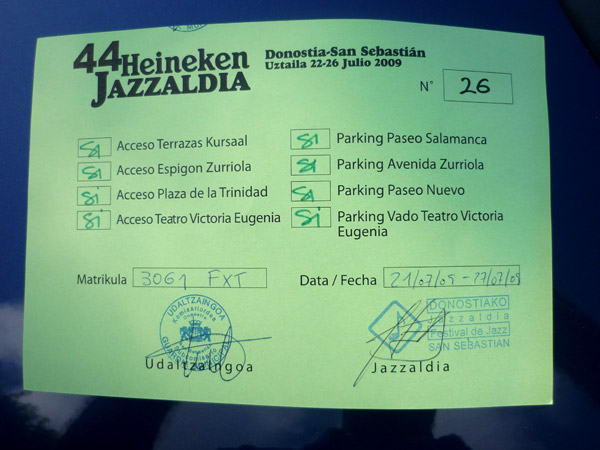 44 Heineken
JAZZALDIA
Donostia-San Sebastián
Uztaila 22-26 Julio 2009
N° 26
Si Acceso Terrazas Kursaal
Si Acceso Espigon Zurriola
Si Acceso Plaza de la Trinidad
Si Acceso Teatro Victoria Eugenia
Si Parking Paseo Salamanca
Si Parking Avenida Zurriola
Si Parking Paseo Nuevo
Si Parking Vado Teatro Victoria
Eugenia
Matrikula 3061 FXT
Data / Fecha 21/07/09 - 27/07/09
UDALTZAINGOA
DONOSTIAKO
Jazzaldia
Festival de Jazz
SAN SEBASTIAN
Udaltzaingoa
Jazzaldia